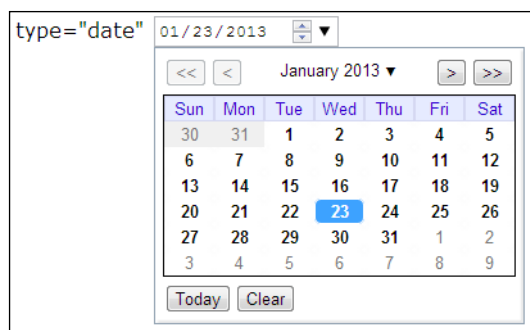 type="date" 01/23/2013 ▼
<< < January 2013 ▼ > >>
Sun Mon Tue Wed Thu Fri Sat
30 31 1 2 3 4 5
6 7 8 9 10 11 12
13 14 15 16 17 18 19
20 21 22 23 24 25 26
27 28 29 30 31 1 2
3 4 5 6 7 8 9
Today Clear